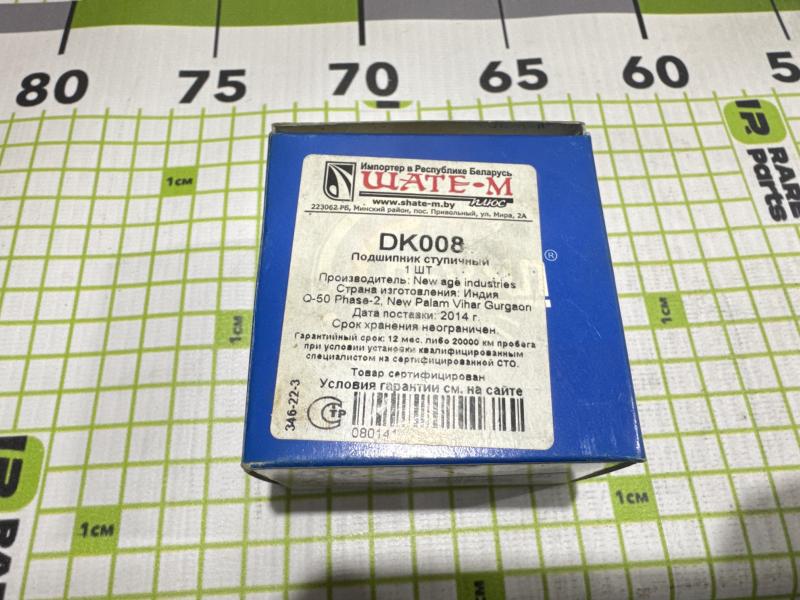 80 75 70 65 60 5
1см
R RARE Parts
Импортер в Республике Беларусь
ШАТЕ-М
плюс
www.shate-m.by
223062 РБ, Минский район, пос. Привольный, ул. Мира, 2А
DK008
Подшипник ступичный
1 ШТ
Производитель: New age industries
Страна изготовления: Индия
Q-50 Phase-2, New Palam Vihar Gurgaon
Дата поставки: 2014 г.
Срок хранения неограничен.
Гарантийный срок: 12 мес. либо 20000 км пробега
при условии установки квалифицированным
специалистом на сертифицированной СТО.
Товар сертифицирован
Условия гарантии см. на сайте
346-22-3
СТР
08014
®
1см
1см
1см
1см
R RAR